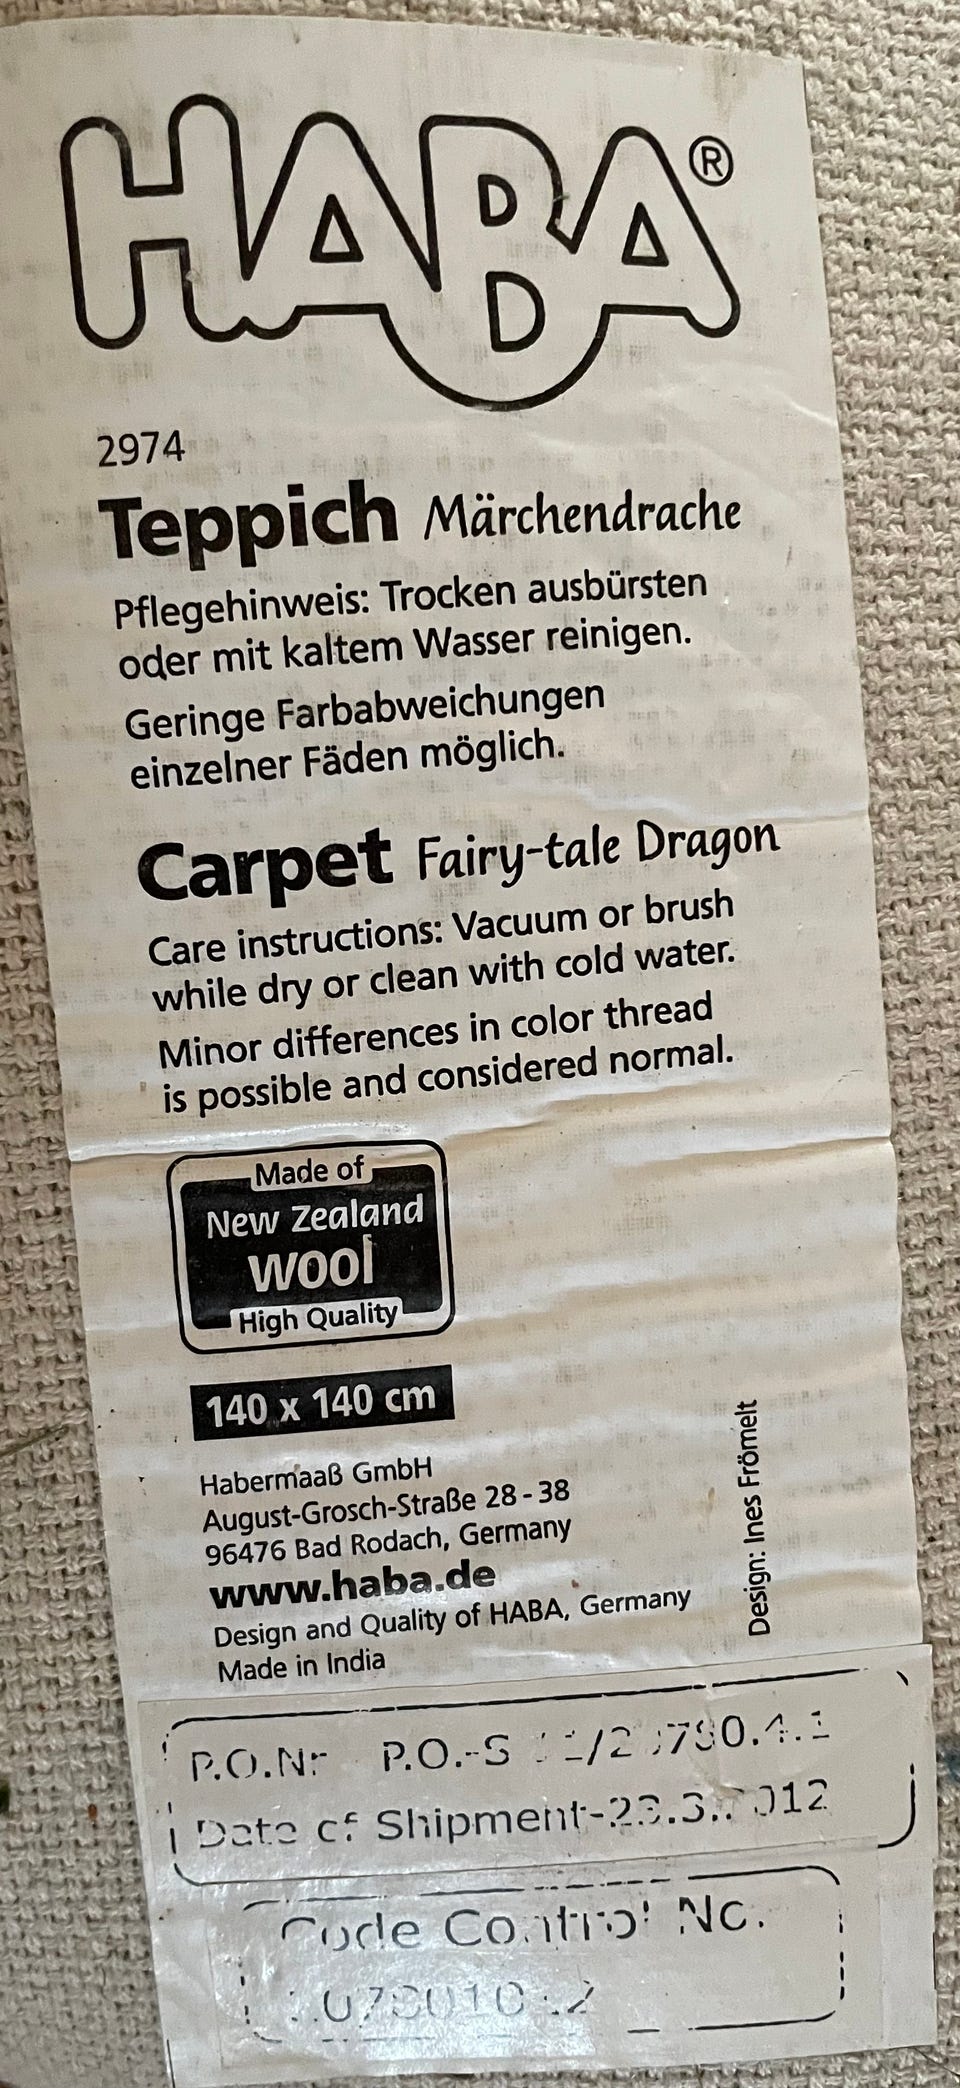 HABA®
2974
Teppich Märchendrache
Pflegehinweis: Trocken ausbürsten
oder mit kaltem Wasser reinigen.
Geringe Farbabweichungen
einzelner Fäden möglich.
Carpet Fairy-tale Dragon
Care instructions: Vacuum or brush
while dry or clean with cold water.
Minor differences in color thread
is possible and considered normal.
Made of
New Zealand
wool
High Quality
140 x 140 cm
Habermaaß GmbH
August-Grosch-Straße 28 - 38
96476 Bad Rodach, Germany
www.haba.de
Design and Quality of HABA, Germany
Made in India
Design: Ines Frömelt
P.O.Nr P.O.-S
Date of Shipment-
Code Control No.